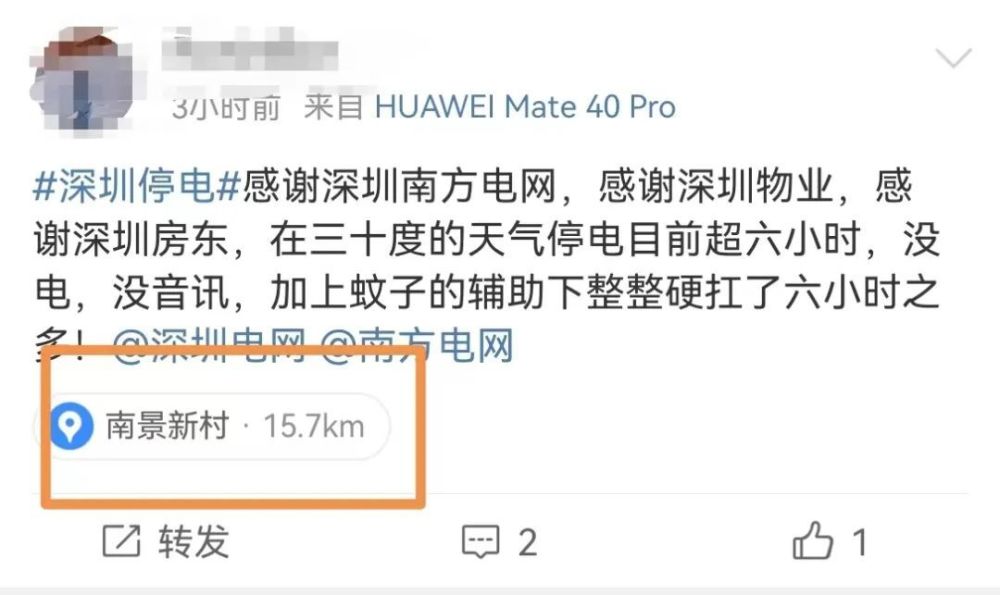 3小时前 来自 HUAWEI Mate 40 Pro
#深圳停电#感谢深圳南方电网，感谢深圳物业，感
谢深圳房东，在三十度的天气停电目前超六小时，没
电，没音讯，加上蚊子的辅助下整整硬扛了六小时之
多！@深圳电网 @南方电网
南景新村 · 15.7km
转发 2 1